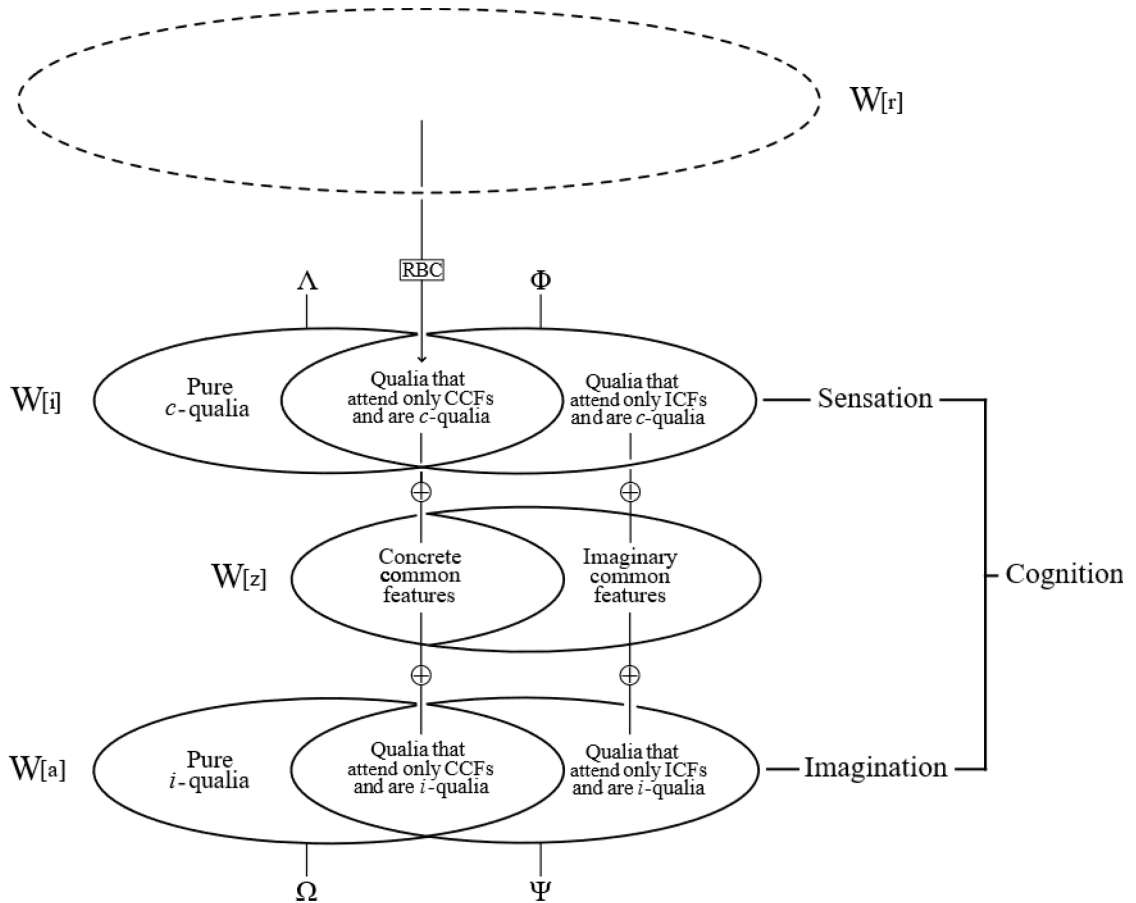 W[r]
RBC
Λ
Φ
W[i]
Pure
c-qualia
Qualia that
attend only CCFs
and are c-qualia
Qualia that
attend only ICFs
and are c-qualia
Sensation
W[z]
Concrete
common
features
Imaginary
common
features
Cognition
W[a]
Pure
i-qualia
Qualia that
attend only CCFs
and are i-qualia
Qualia that
attend only ICFs
and are i-qualia
Imagination
Ω
Ψ